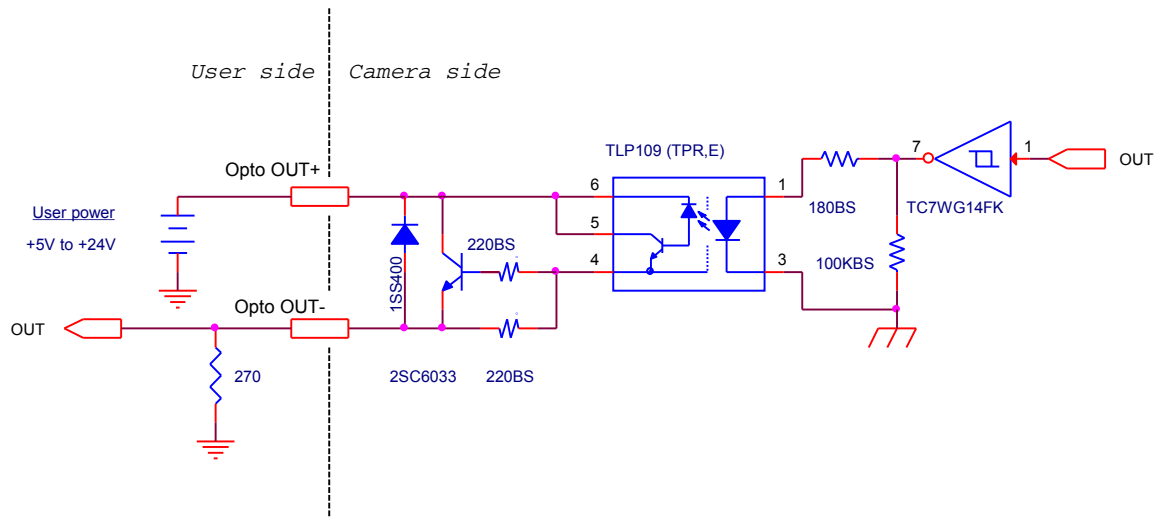 User side
Camera side
TLP109 (TPR,E)
7
1
OUT
Opto OUT+
6
1
User power
180BS
TC7WG14FK
+5V to +24V
5
220BS
1SS400
4
3
100KBS
Opto OUT-
OUT
270
2SC6033
220BS